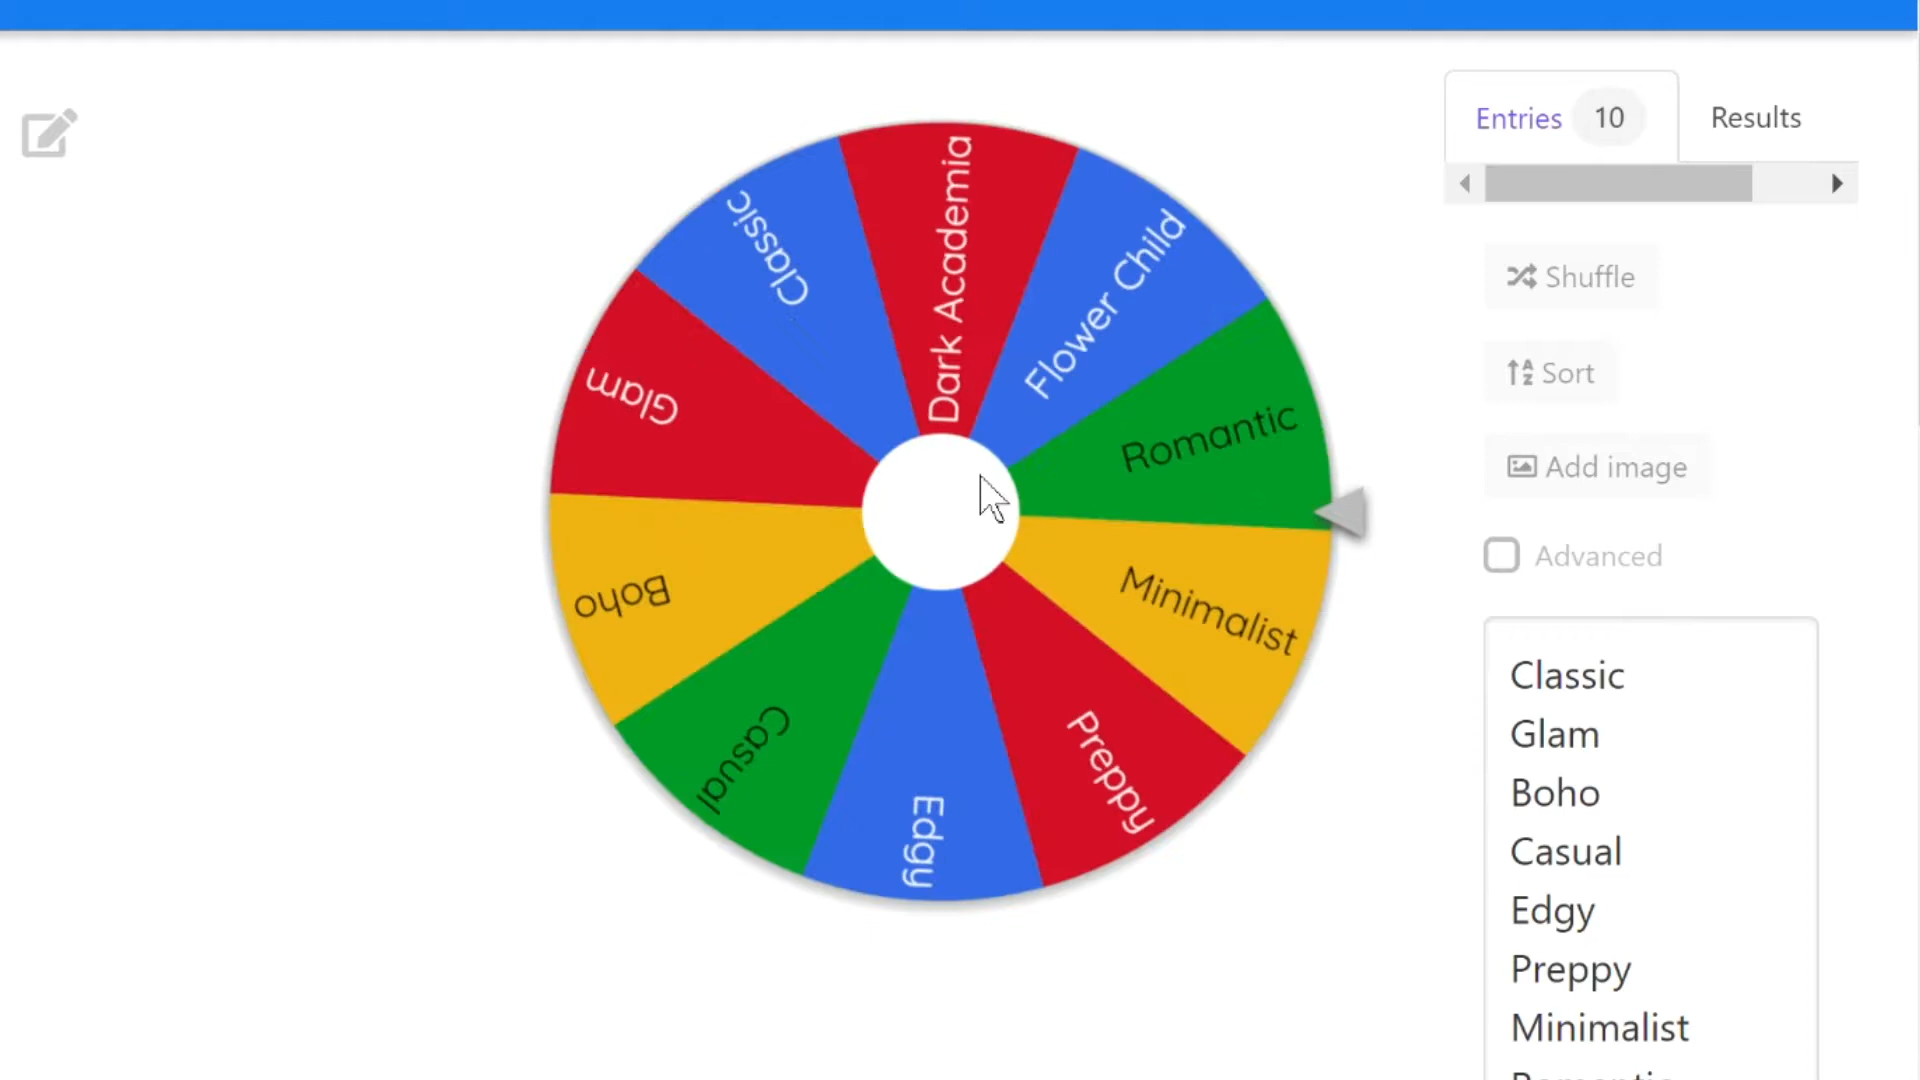 Entries 10 Results
Shuffle
Sort
Add image
Advanced
Classic
Glam
Boho
Casual
Edgy
Preppy
Minimalist
Romantic
Dark Academia
Flower Child
Romantic
Minimalist
Preppy
Edgy
Casual
Boho
Glam
Classic